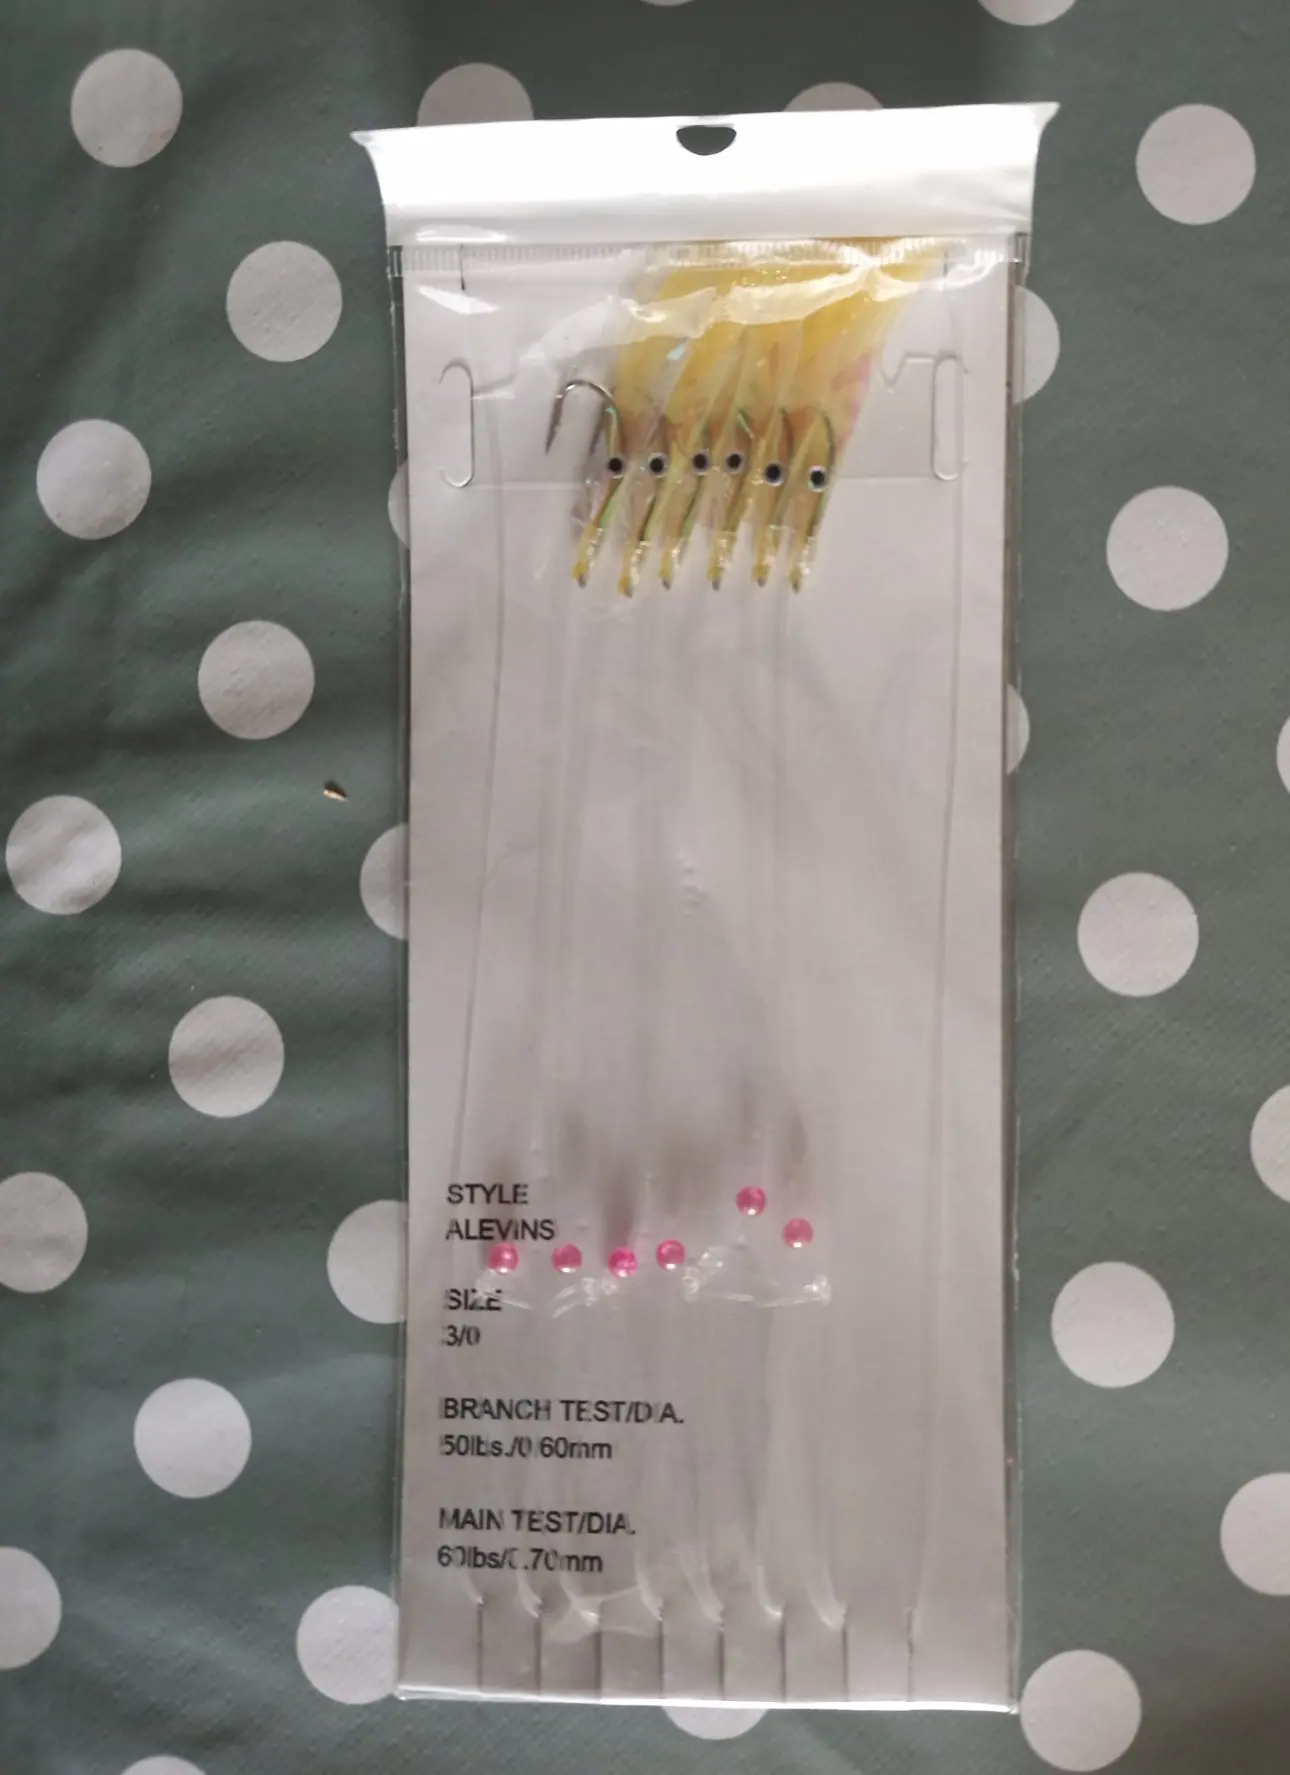 STYLE
ALEVINS
SIZE
3/0
BRANCH TEST/DIA.
50lbs./0.60mm
MAIN TEST/DIA.
60lbs/0.70mm